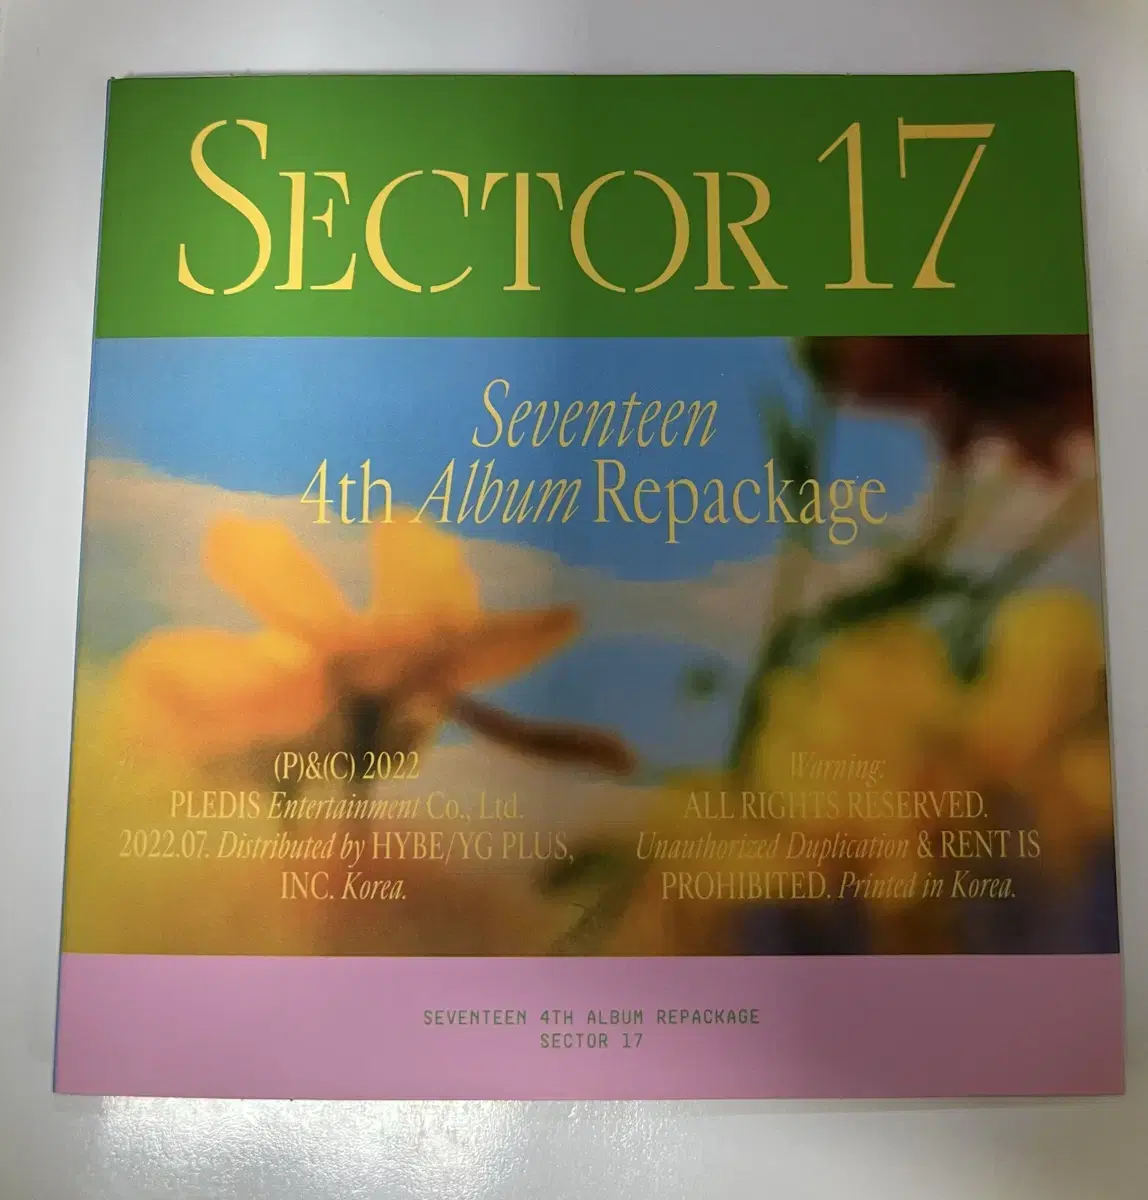 SECTOR 17
Seventeen
4th Album Repackage
(P)&(C) 2022
PLEDIS Entertainment Co., Ltd.
2022.07. Distributed by HYBE/YG PLUS,
INC. Korea.
Warning:
ALL RIGHTS RESERVED.
Unauthorized Duplication & RENT IS
PROHIBITED. Printed in Korea.
SEVENTEEN 4TH ALBUM REPACKAGE
SECTOR 17